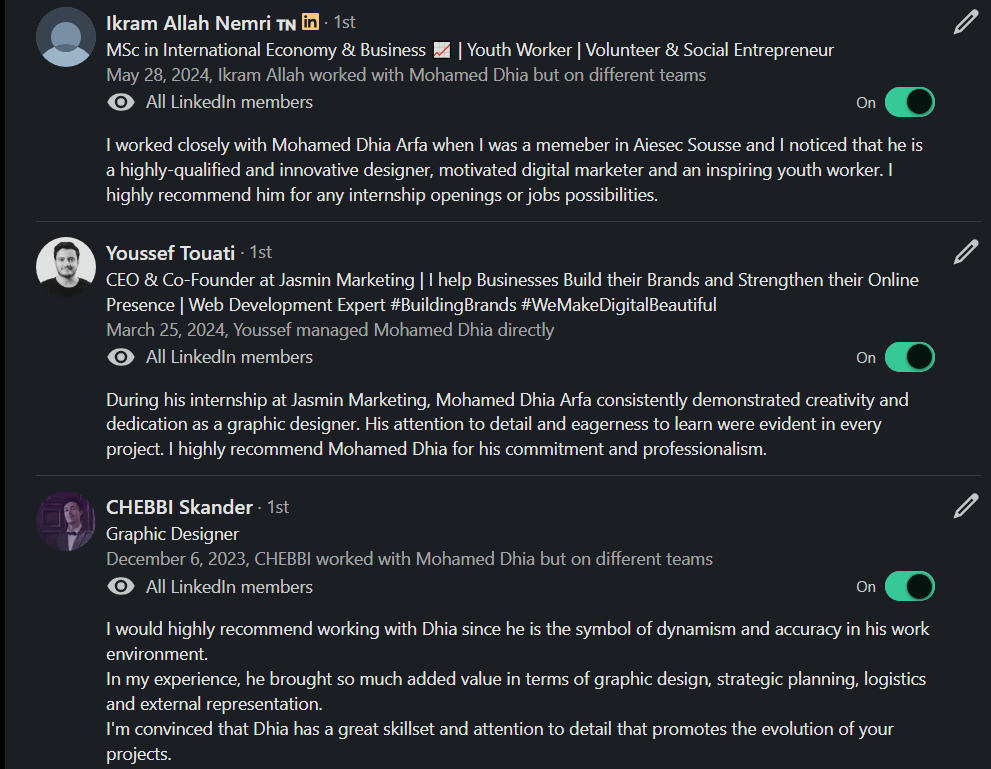 Ikram Allah Nemri TN in · 1st
MSc in International Economy & Business 📈 | Youth Worker | Volunteer & Social Entrepreneur
May 28, 2024, Ikram Allah worked with Mohamed Dhia but on different teams
All LinkedIn members
On
I worked closely with Mohamed Dhia Arfa when I was a memeber in Aiesec Sousse and I noticed that he is
a highly-qualified and innovative designer, motivated digital marketer and an inspiring youth worker. I
highly recommend him for any internship openings or jobs possibilities.
Youssef Touati · 1st
CEO & Co-Founder at Jasmin Marketing | I help Businesses Build their Brands and Strengthen their Online
Presence | Web Development Expert #BuildingBrands #WeMakeDigitalBeautiful
March 25, 2024, Youssef managed Mohamed Dhia directly
All LinkedIn members
On
During his internship at Jasmin Marketing, Mohamed Dhia Arfa consistently demonstrated creativity and
dedication as a graphic designer. His attention to detail and eagerness to learn were evident in every
project. I highly recommend Mohamed Dhia for his commitment and professionalism.
CHEBBI Skander · 1st
Graphic Designer
December 6, 2023, CHEBBI worked with Mohamed Dhia but on different teams
All LinkedIn members
On
I would highly recommend working with Dhia since he is the symbol of dynamism and accuracy in his work
environment.
In my experience, he brought so much added value in terms of graphic design, strategic planning, logistics
and external representation.
I'm convinced that Dhia has a great skillset and attention to detail that promotes the evolution of your
projects.